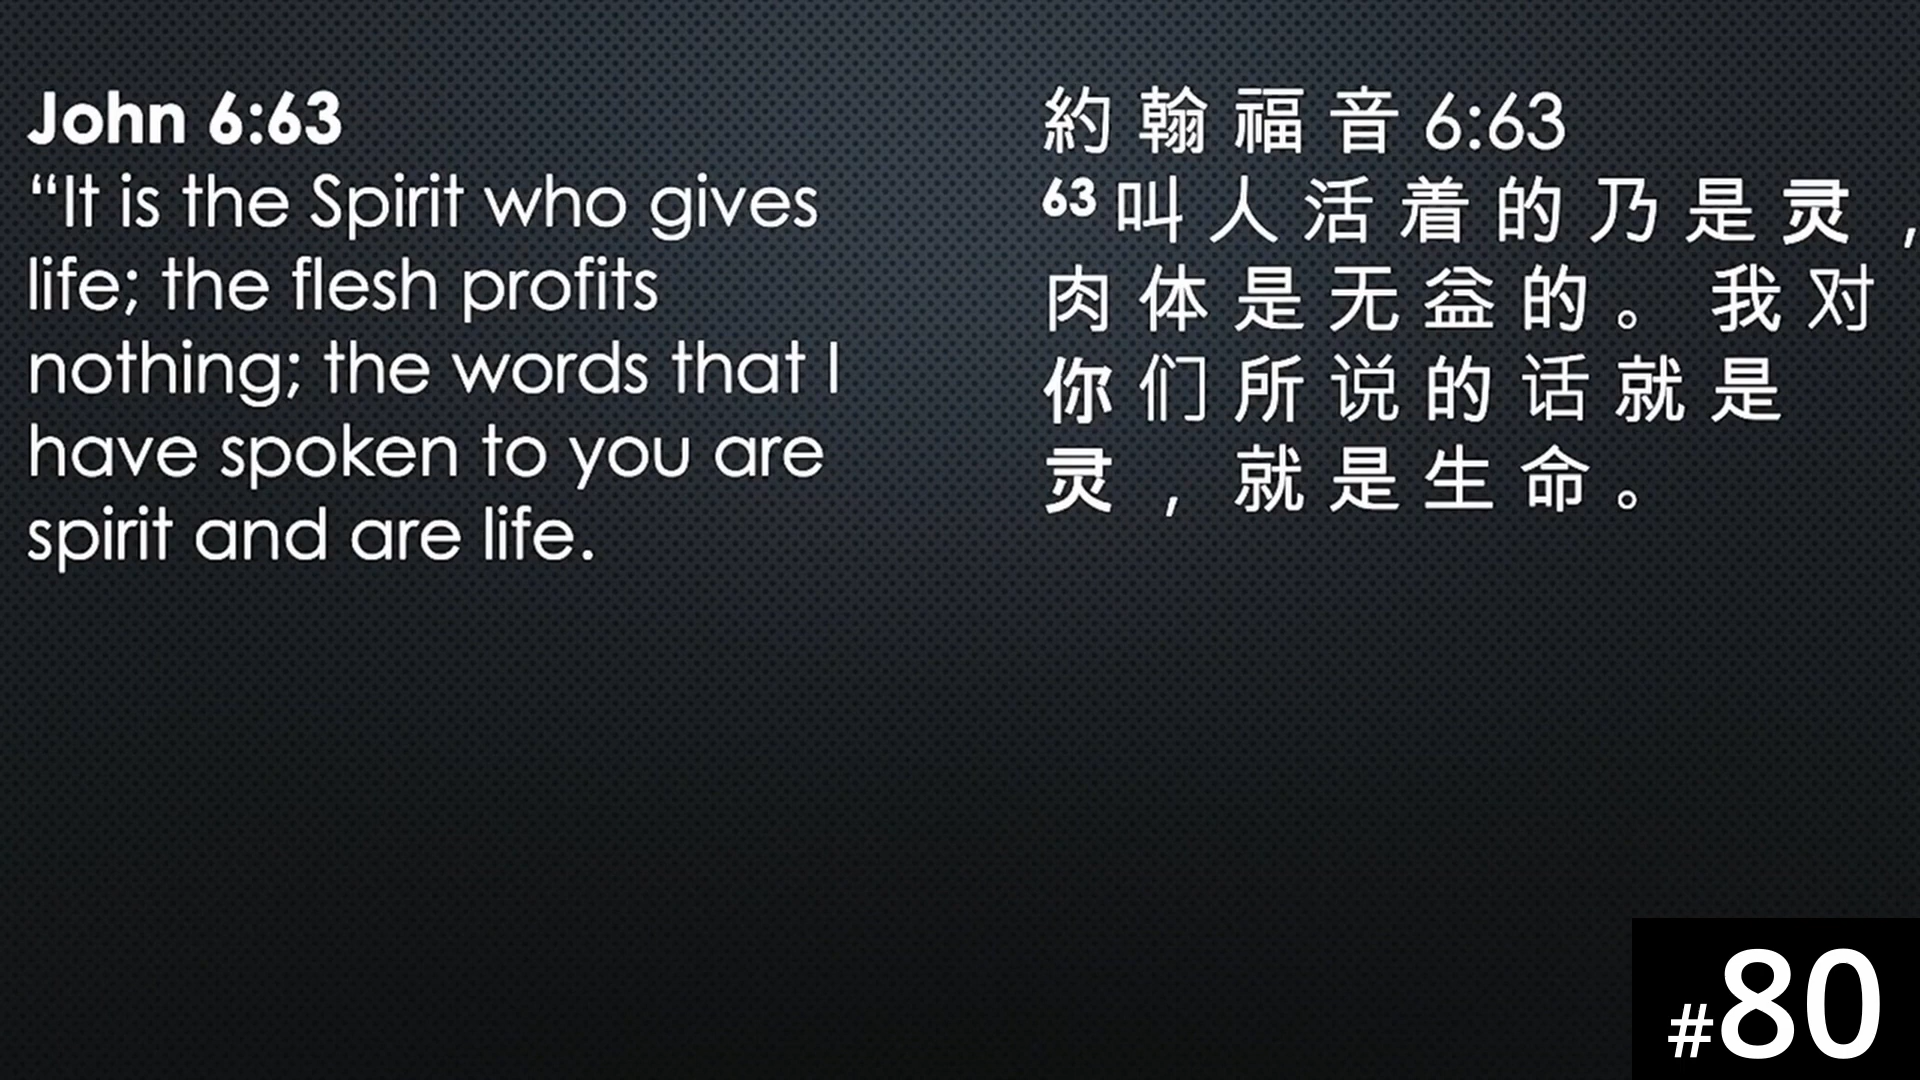 John 6:63
“It is the Spirit who gives
life; the flesh profits
nothing; the words that I
have spoken to you are
spirit and are life.
約翰福音 6:63
63 叫人活着的乃是灵，
肉体是无益的。我对
你们所说的话就是
灵，就是生命。
#80